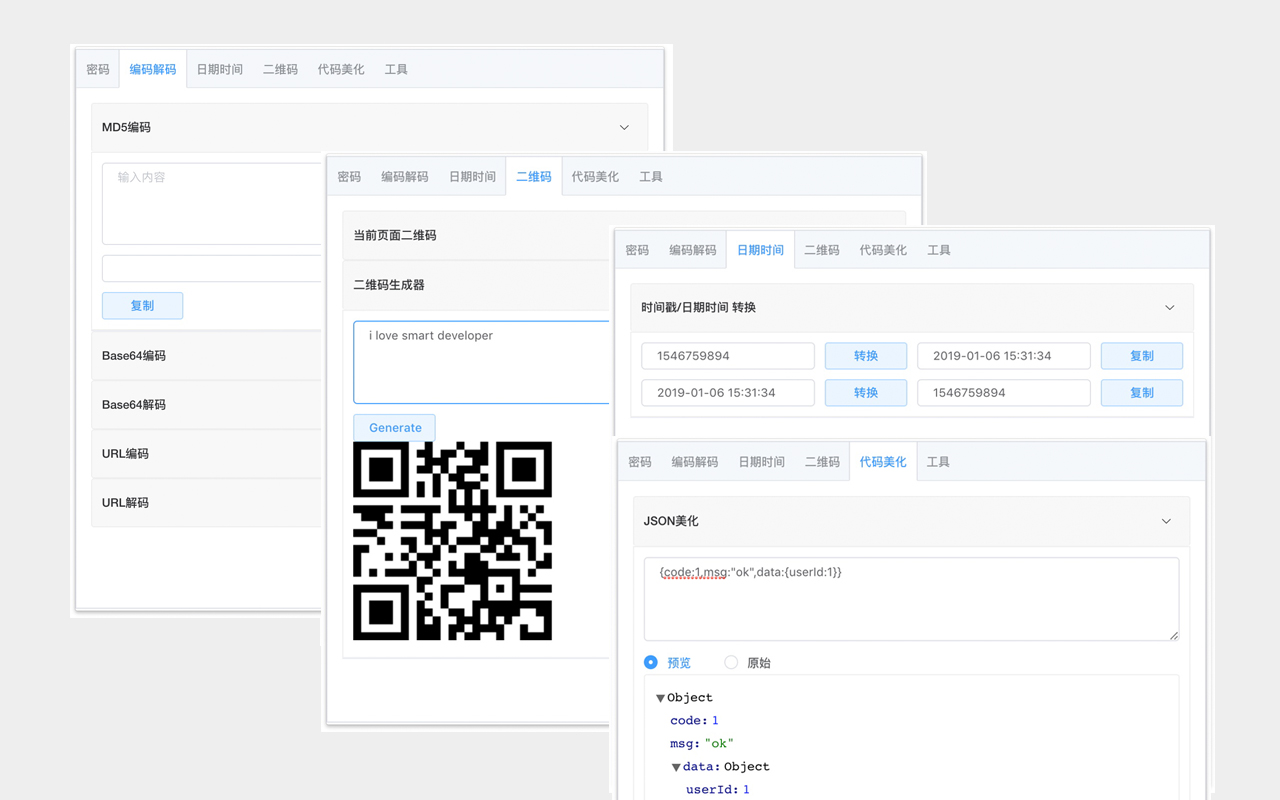 密码 编码解码 日期时间 二维码 代码美化 工具
MD5编码
输入内容
复制
Base64编码
Base64解码
URL编码
URL解码
密码 编码解码 日期时间 二维码 代码美化 工具
当前页面二维码
二维码生成器
i love smart developer
Generate
密码 编码解码 日期时间 二维码 代码美化 工具
时间戳/日期时间 转换
1546759894 转换 2019-01-06 15:31:34 复制
2019-01-06 15:31:34 转换 1546759894 复制
密码 编码解码 日期时间 二维码 代码美化 工具
JSON美化
{code:1,msg:"ok",data:{userId:1}}
预览 原始
Object
code: 1
msg: "ok"
data: Object
userId: 1